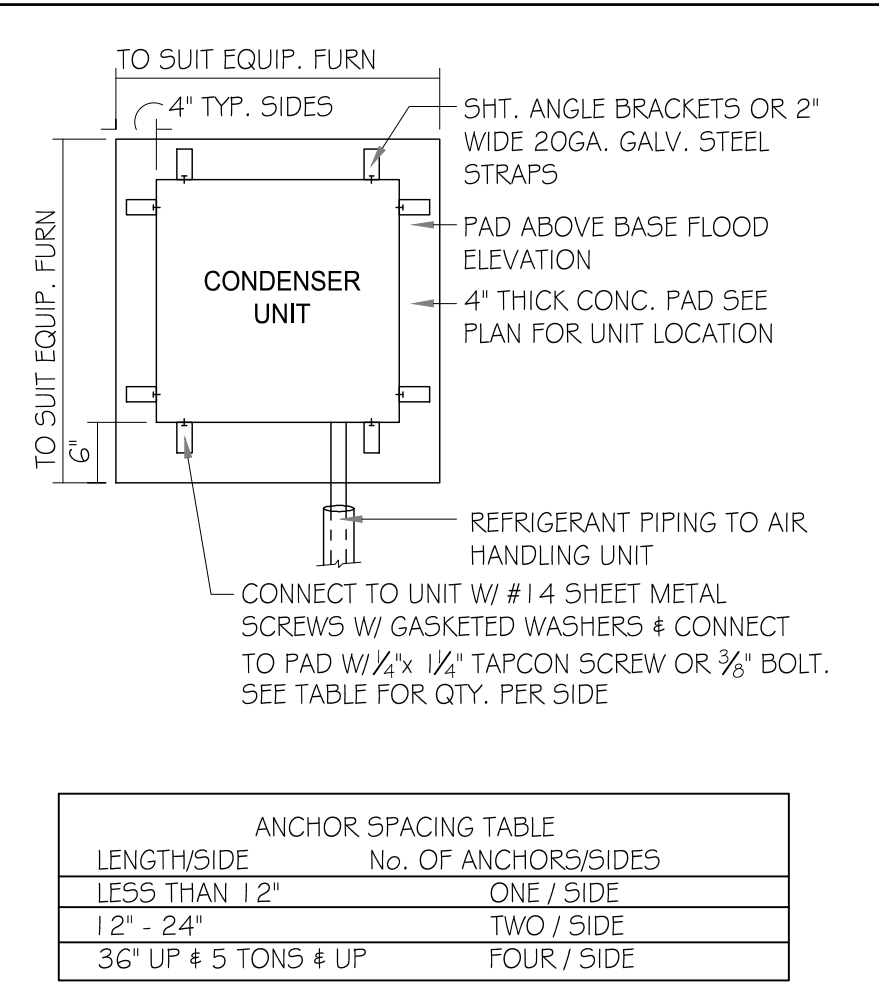 TO SUIT EQUIP. FURN
4" TYP. SIDES
SHT. ANGLE BRACKETS OR 2"
WIDE 20GA. GALV. STEEL
STRAPS
PAD ABOVE BASE FLOOD
ELEVATION
4" THICK CONC. PAD SEE
PLAN FOR UNIT LOCATION
TO SUIT EQUIP. FURN
CONDENSER
UNIT
6"
REFRIGERANT PIPING TO AIR
HANDLING UNIT
CONNECT TO UNIT W/ #14 SHEET METAL
SCREWS W/ GASKETED WASHERS & CONNECT
TO PAD W/ 1/4"x 1 1/4" TAPCON SCREW OR 3/8" BOLT.
SEE TABLE FOR QTY. PER SIDE
ANCHOR SPACING TABLE
LENGTH/SIDE No. OF ANCHORS/SIDES
LESS THAN 12" ONE / SIDE
12" - 24" TWO / SIDE
36" UP & 5 TONS & UP FOUR / SIDE